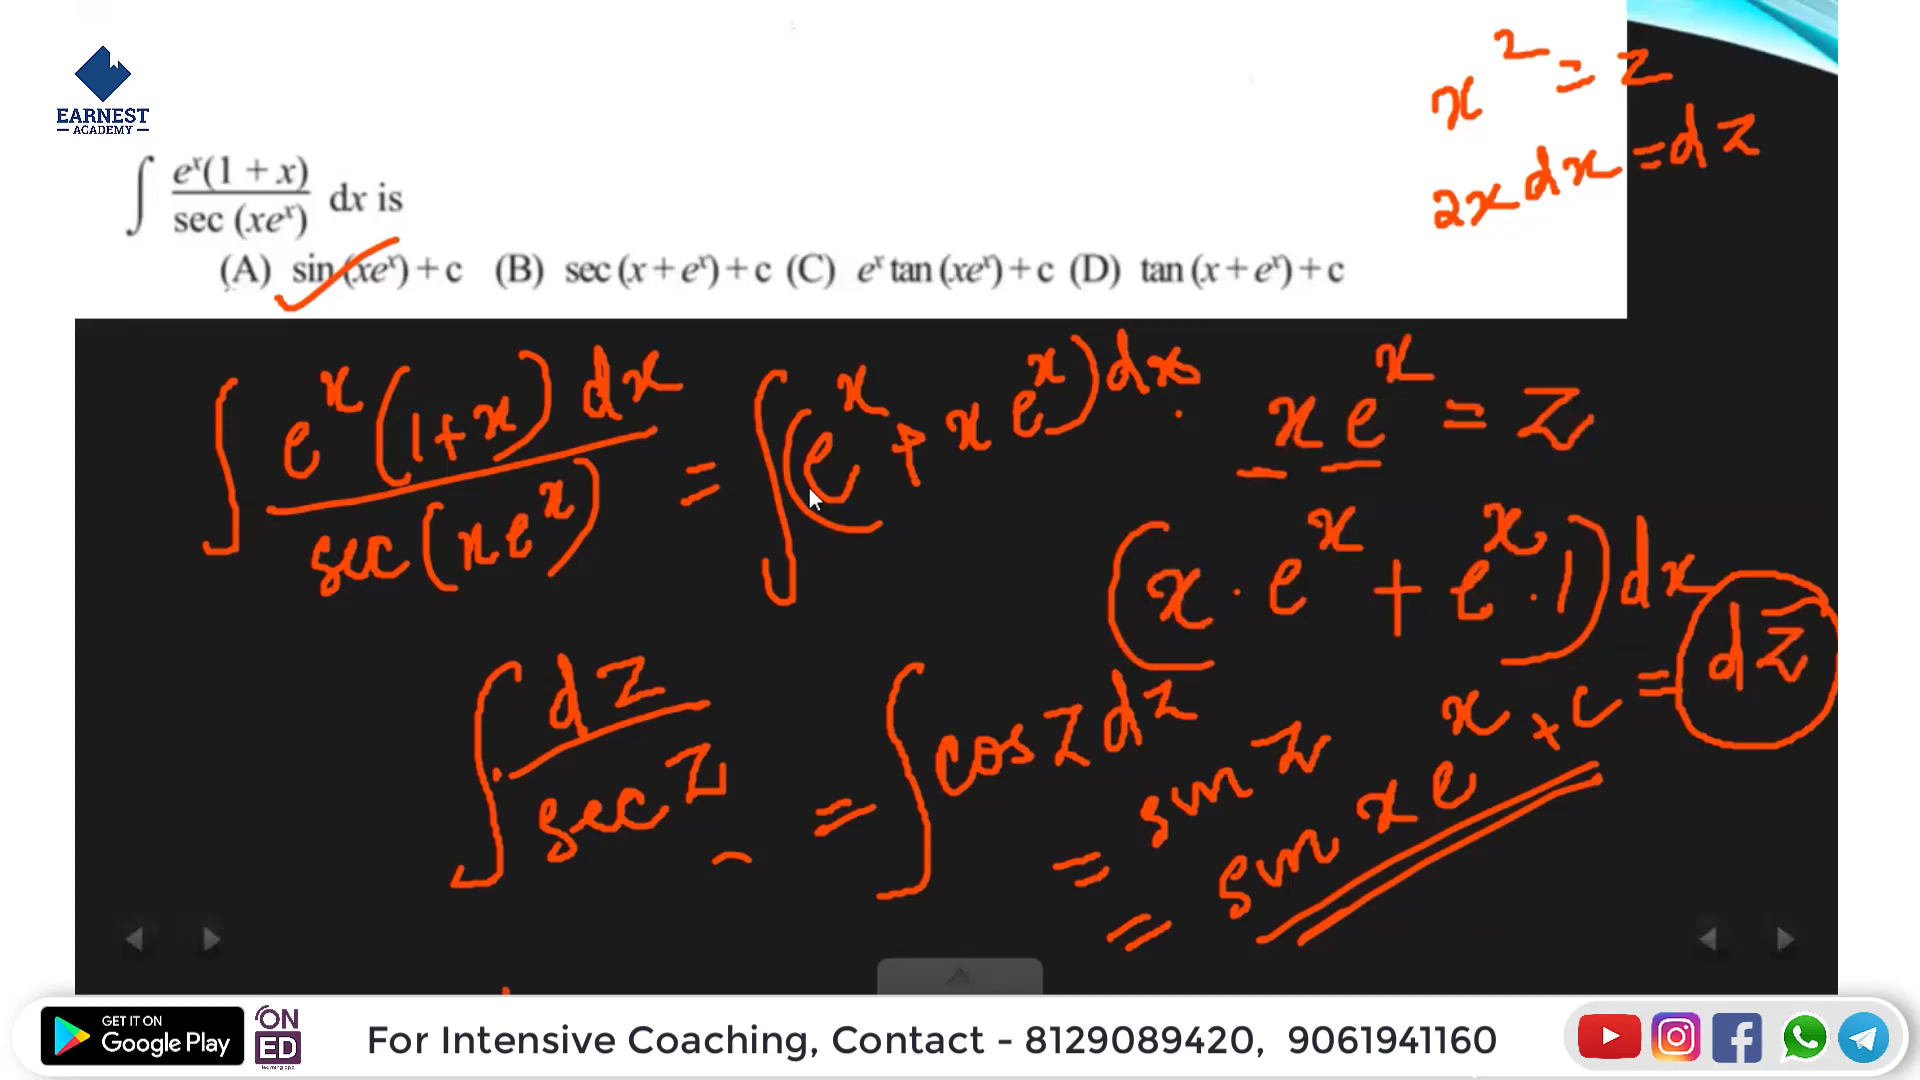 EARNEST
ACADEMY
x² = z
2x dx = dz
∫ eˣ(1 + x) / sec (xeˣ) dx is
(A) sin (xeˣ) + c (B) sec (x + eˣ) + c (C) eˣ tan (xeˣ) + c (D) tan (x + eˣ) + c
∫ eˣ(1+x) dx / sec(xeˣ) = ∫(eˣ + xeˣ) dx
xeˣ = z
(x · eˣ + eˣ · 1) dx = dz
∫ dz / sec z = ∫ cos z dz
= sin z
= sin xeˣ + c
GET IT ON
Google Play
ON
ED
For Intensive Coaching, Contact - 8129089420, 9061941160